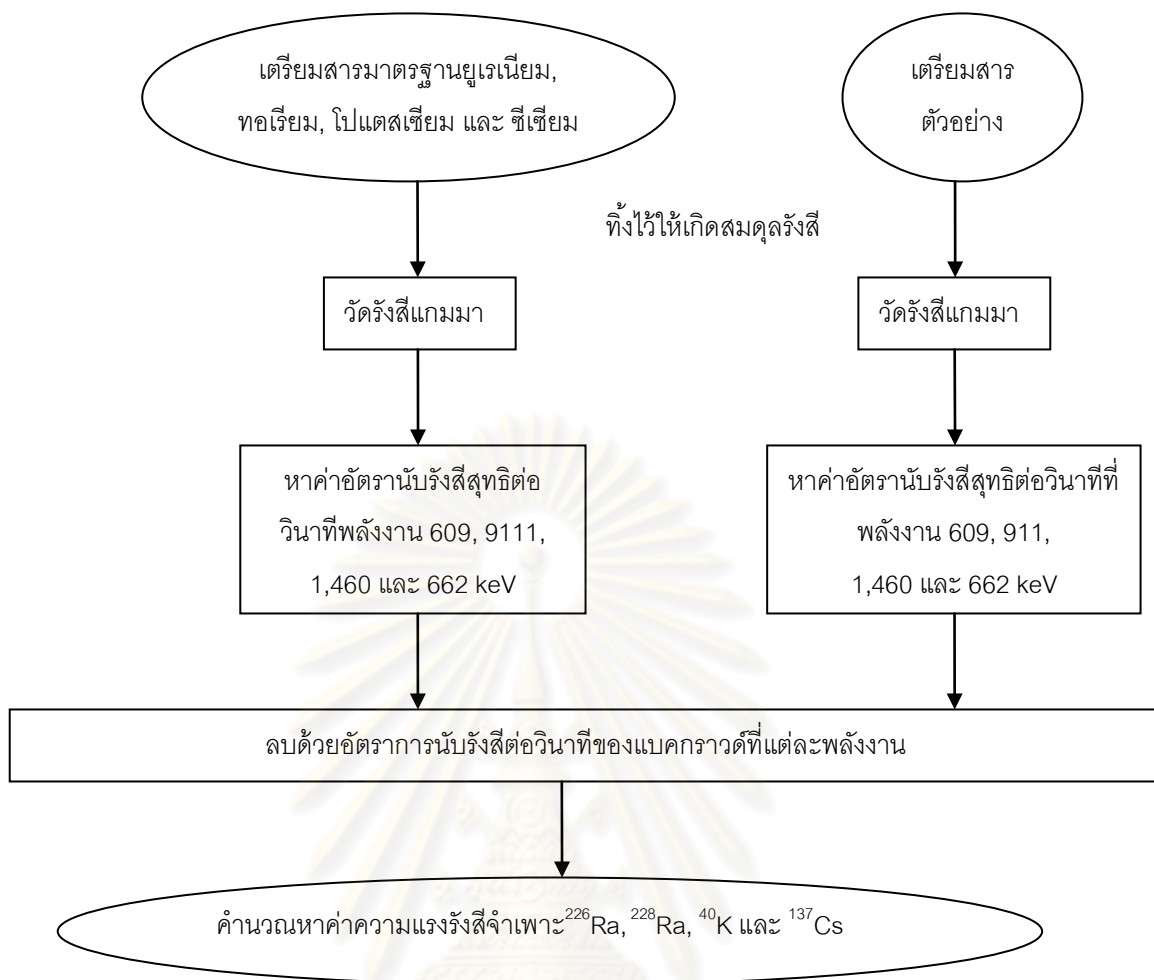 เตรียมสารมาตรฐานยูเรเนียม,
ทอเรียม, โปแตสเซียม และ ซีเซียม
เตรียมสาร
ตัวอย่าง
ทิ้งไว้ให้เกิดสมดุลรังสี
วัดรังสีแกมมา
วัดรังสีแกมมา
หาค่าอัตรานับรังสีสุทธิต่อ
วินาทีพลังงาน 609, 9111,
1,460 และ 662 keV
หาค่าอัตรานับรังสีสุทธิต่อวินาทีที่
พลังงาน 609, 911,
1,460 และ 662 keV
ลบด้วยอัตราการนับรังสีต่อวินาทีของแบคกราวด์ที่แต่ละพลังงาน
คำนวณหาค่าความแรงรังสีจำเพาะ²²⁶Ra, ²²⁸Ra, ⁴⁰K และ ¹³⁷Cs